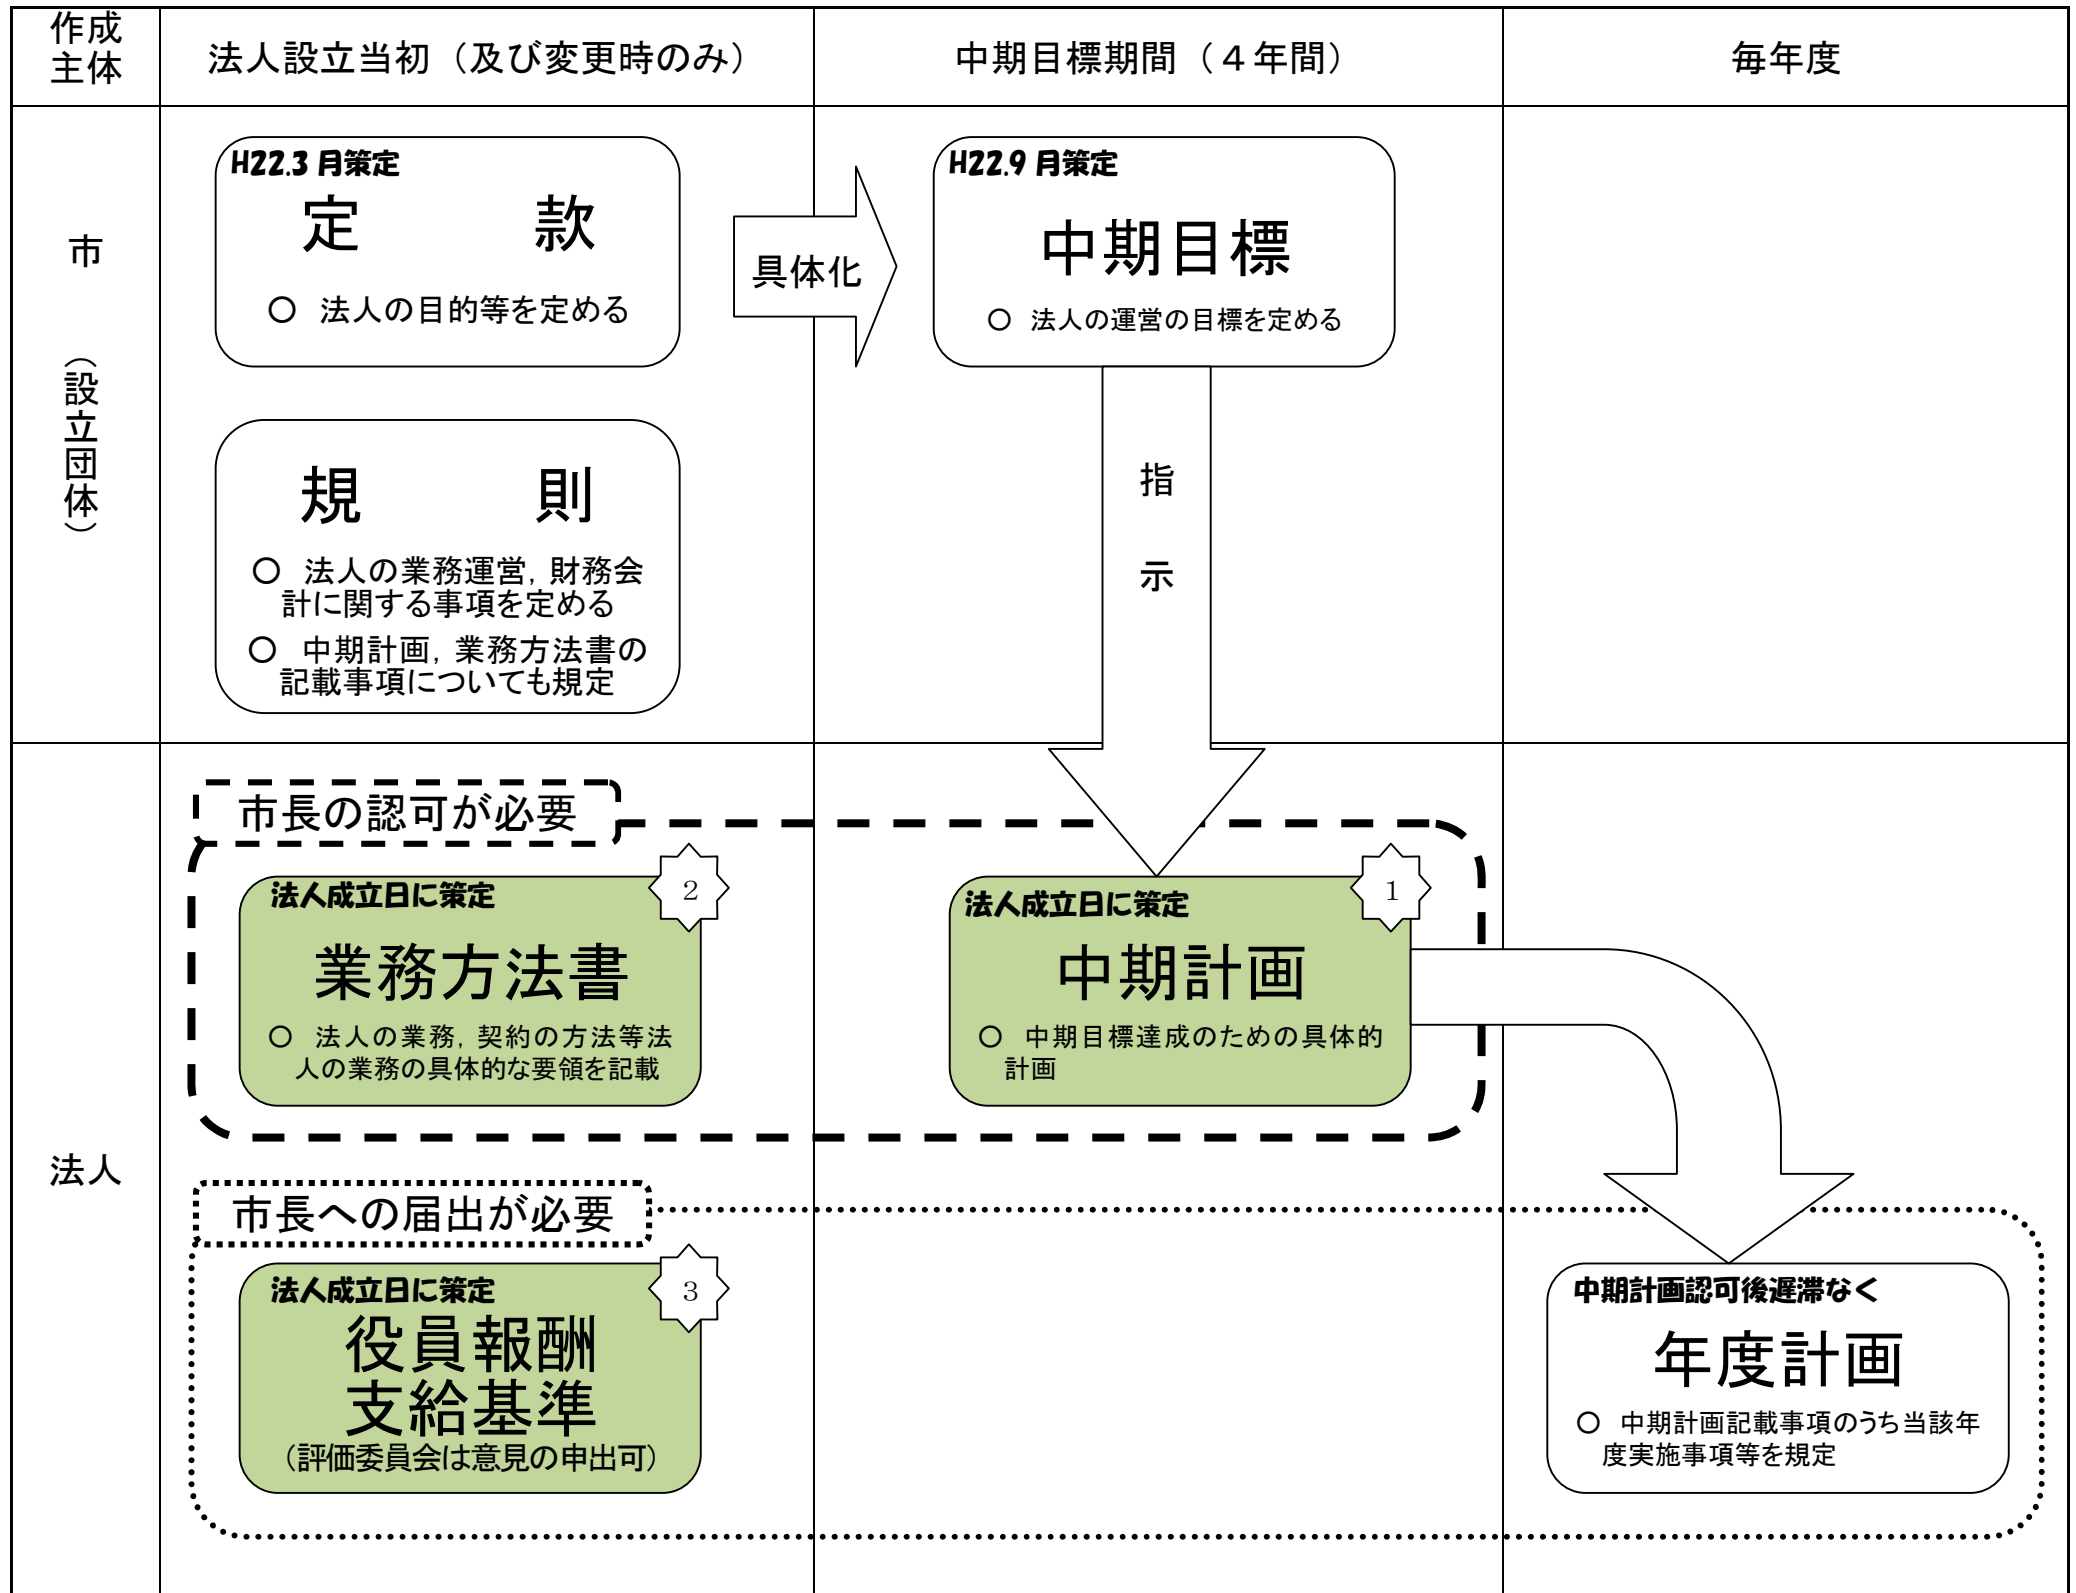 作成
主体
法人設立当初（及び変更時のみ）
中期目標期間（４年間）
毎年度
市
（設立団体）
H22.3 月策定
定　　款
○　法人の目的等を定める
具体化
H22.9 月策定
中期目標
○　法人の運営の目標を定める
規　　則
○　法人の業務運営，財務会
計に関する事項を定める
○　中期計画，業務方法書の
記載事項についても規定
指
示
法人
市長の認可が必要
2
法人成立日に策定
業務方法書
○　法人の業務，契約の方法等法
人の業務の具体的な要領を記載
1
法人成立日に策定
中期計画
○　中期目標達成のための具体的
計画
市長への届出が必要
3
法人成立日に策定
役員報酬
支給基準
（評価委員会は意見の申出可）
中期計画認可後遅滞なく
年度計画
○　中期計画記載事項のうち当該年
度実施事項等を規定